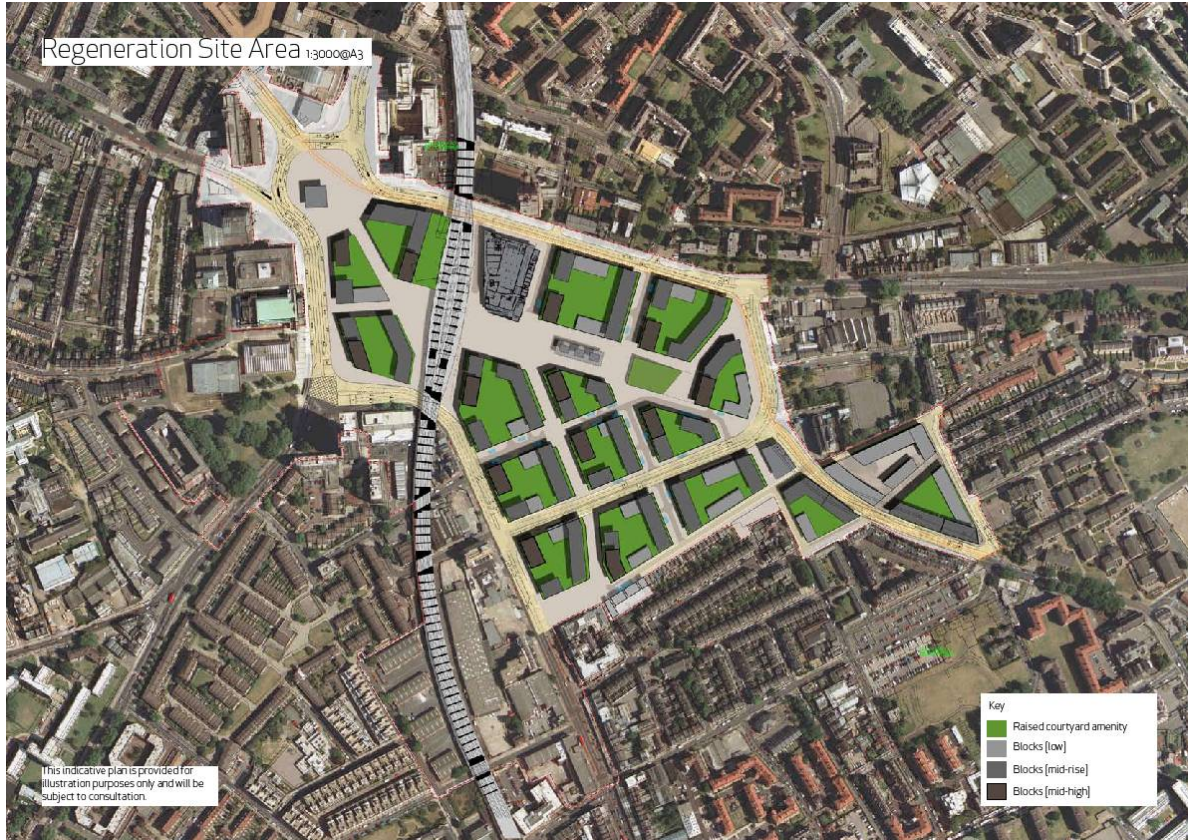 Regeneration Site Area 1:3000@A3
Key
Raised courtyard amenity
Blocks [low]
Blocks [mid-rise]
Blocks [mid-high]
This indicative plan is provided for
illustration purposes only and will be
subject to consultation.